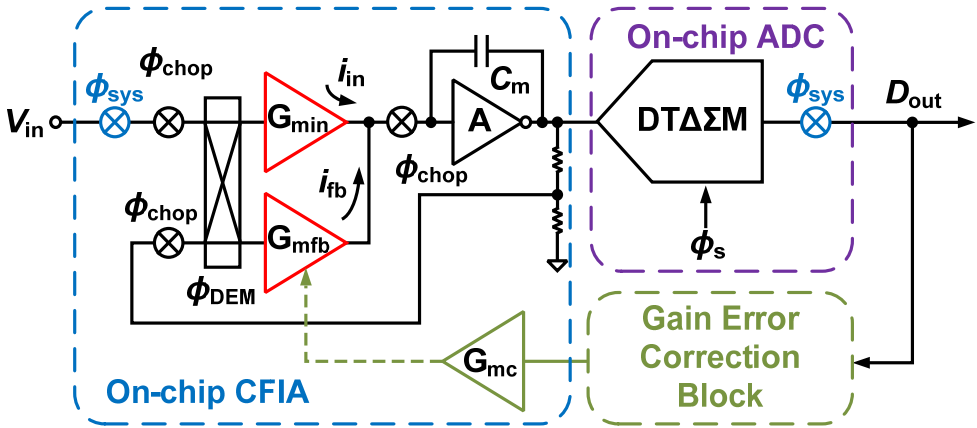 On-chip ADC
ϕchop
ϕsys
iin
Cm
ϕsys
Dout
Vin
Gmin
A
DTΔΣM
ϕchop
ifb
ϕchop
Gmfb
ϕs
ϕDEM
Gain Error
Correction
Block
Gmc
On-chip CFIA